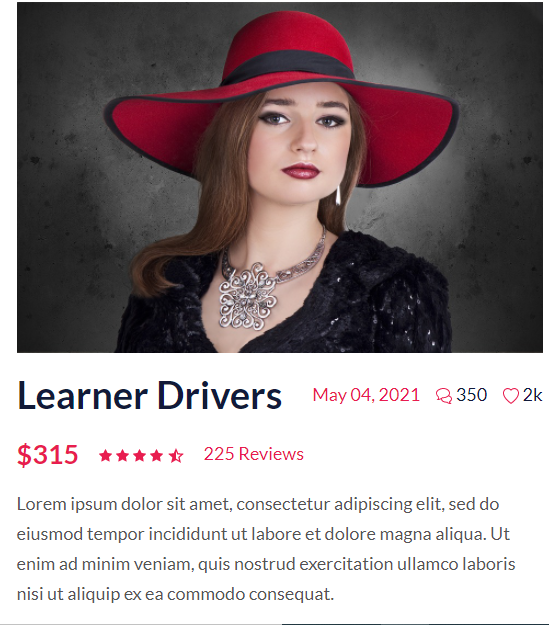 Learner Drivers May 04, 2021 350 2k
$315 225 Reviews
Lorem ipsum dolor sit amet, consectetur adipiscing elit, sed do
eiusmod tempor incididunt ut labore et dolore magna aliqua. Ut
enim ad minim veniam, quis nostrud exercitation ullamco laboris
nisi ut aliquip ex ea commodo consequat.